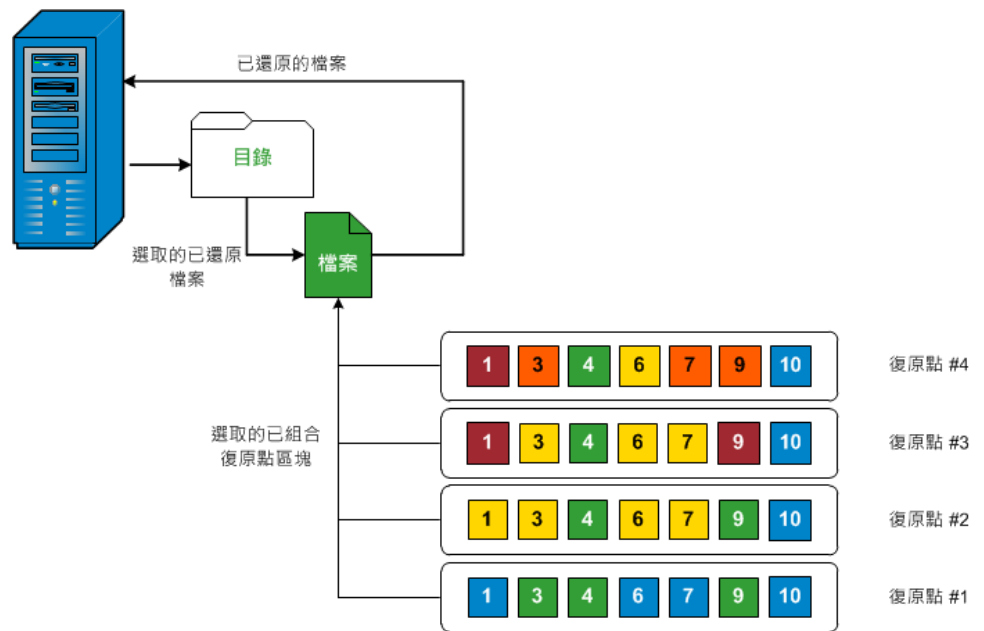 已還原的檔案
目錄
選取的已還原
檔案
檔案
1 3 4 6 7 9 10 復原點 #4
選取的已組合
復原點區塊
1 3 4 6 7 9 10 復原點 #3
1 3 4 6 7 9 10 復原點 #2
1 3 4 6 7 9 10 復原點 #1